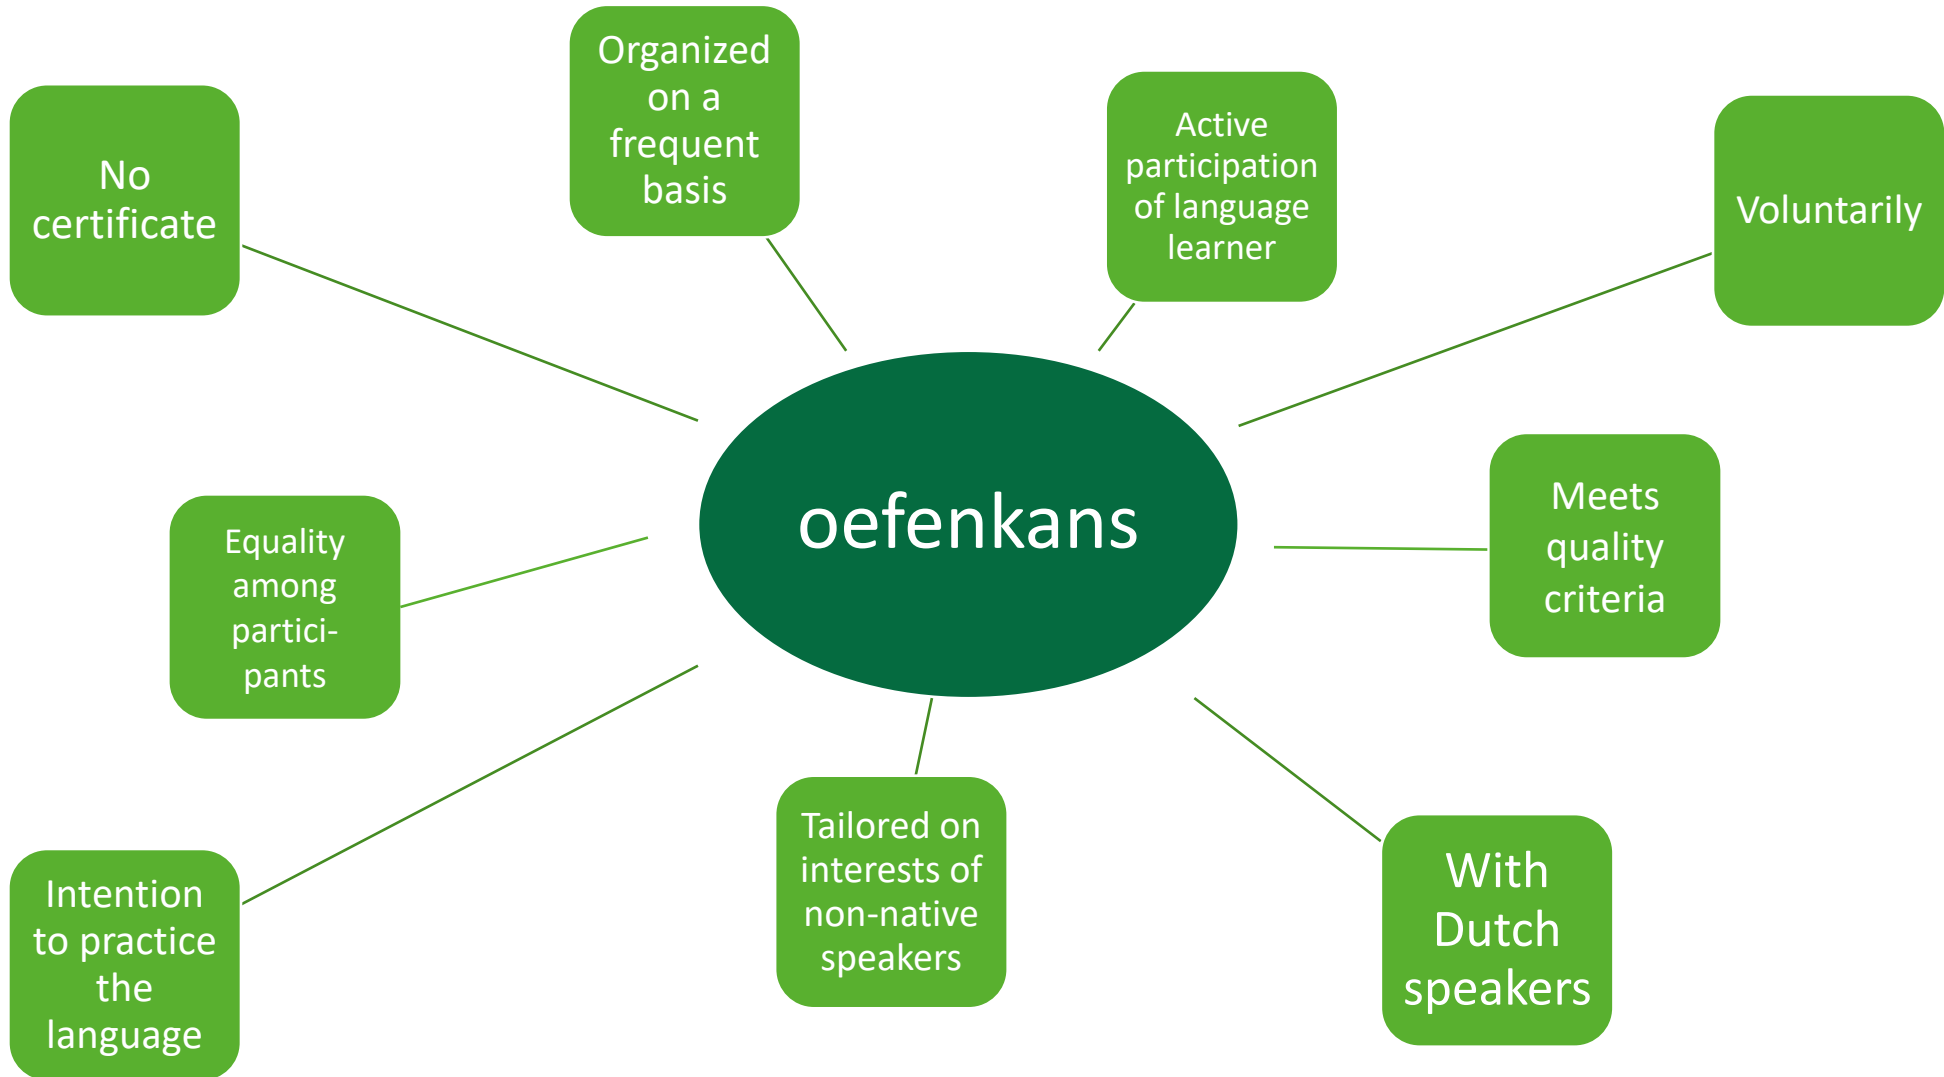 Organized
on a
frequent
basis
Active
participation
of language
learner
No
certificate
Voluntarily
oefenkans
Meets
quality
criteria
Equality
among
partici-
pants
Tailored on
interests of
non-native
speakers
With
Dutch
speakers
Intention
to practice
the
language